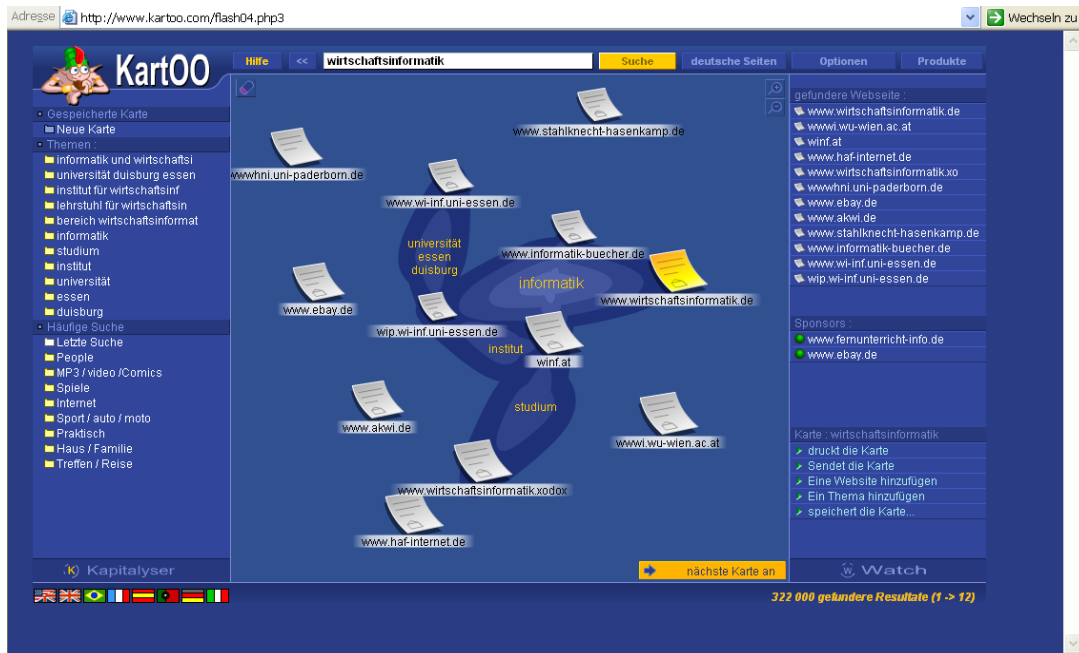 Adresse http://www.kartoo.com/flash04.php3 Wechseln zu
KartOO
Hilfe << wirtschaftsinformatik Suche deutsche Seiten Optionen Produkte
Gespeicherte Karte
Neue Karte
Themen :
informatik und wirtschaftsi
universität duisburg essen
institut für wirtschaftsinf
lehrstuhl für wirtschaftsin
bereich wirtschaftsinformat
informatik
studium
institut
universität
essen
duisburg
Häufige Suche
Letzte Suche
People
MP3 / video /Comics
Spiele
Internet
Sport / auto / moto
Praktisch
Haus / Familie
Treffen / Reise
Kapitalyser
www.stahlknecht-hasenkamp.de
wwwhni.uni-paderborn.de
www.wi-inf.uni-essen.de
universität
essen
duisburg
www.informatik-buecher.de
informatik
www.wirtschaftsinformatik.de
www.ebay.de
wip.wi-inf.uni-essen.de
institut
winf.at
studium
www.akwi.de
wwwi.wu-wien.ac.at
www.wirtschaftsinformatik.xodox
www.haf-internet.de
nächste Karte an
gefundere Webseite :
www.wirtschaftsinformatik.de
wwwi.wu-wien.ac.at
winf.at
www.haf-internet.de
www.wirtschaftsinformatik.xo
wwwhni.uni-paderborn.de
www.ebay.de
www.akwi.de
www.stahlknecht-hasenkamp.de
www.informatik-buecher.de
www.wi-inf.uni-essen.de
wip.wi-inf.uni-essen.de
Sponsors :
www.fernunterricht-info.de
www.ebay.de
Karte : wirtschaftsinformatik
druckt die Karte
Sendet die Karte
Eine Website hinzufügen
Ein Thema hinzufügen
speichert die Karte...
Watch
322 000 gefundere Resultate (1 -> 12)